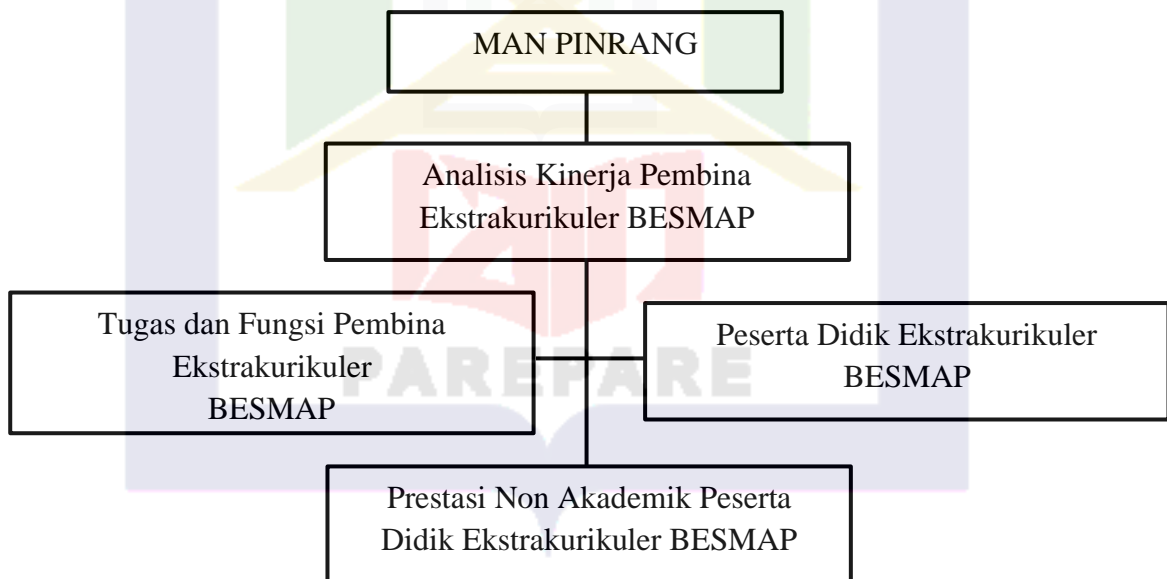 MAN PINRANG
Analisis Kinerja Pembina
Ekstrakurikuler BESMAP
Tugas dan Fungsi Pembina
Ekstrakurikuler
BESMAP
Peserta Didik Ekstrakurikuler
BESMAP
PAREPARE
Prestasi Non Akademik Peserta
Didik Ekstrakurikuler BESMAP